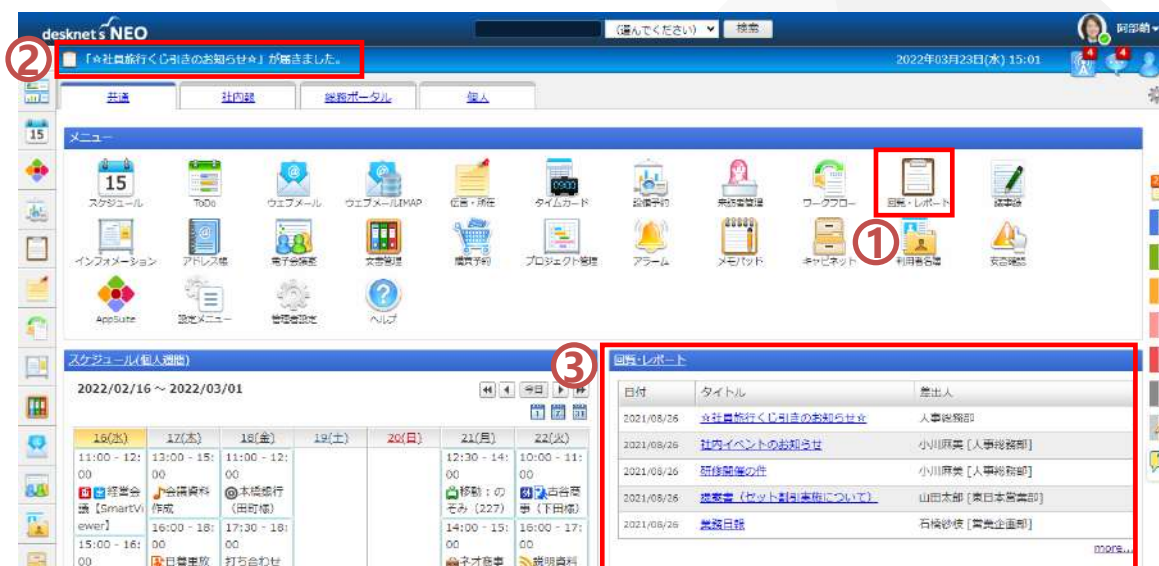 desknet's NEO
(選んでください) 検索
阿部萌
②
「☆社員旅行くじ引きのお知らせ☆」が届きました。
2022年03月23日(水) 15:01
4 4
共通 社内報 総務ポータル 個人
15
メニュー
15
スケジュール ToDo ウェブメール ウェブメールIMAP 伝言・所在 タイムカード 設備予約 来訪者管理 ワークフロー 回覧・レポート 議事録
①
インフォメーション アドレス帳 電子会議室 文書管理 購買予約 プロジェクト管理 アラーム メモパッド キャビネット 利用者名簿 安否確認
AppSuite 設定メニュー 管理者設定 ヘルプ
スケジュール(個人週間)
③
回覧・レポート
2022/02/16 ～ 2022/03/01
今日
1 7 31
16(水) 17(木) 18(金) 19(土) 20(日) 21(月) 22(火)
11:00 - 12: 13:00 - 15: 11:00 - 12: 12:30 - 14: 10:00 - 11:
00 00 00 00 00
経営会 会議資料 木橋銀行 移動：の 古谷商
議【SmartVi 作成 （田町様） そみ（227） 事（下田様）
ewer】 16:00 - 18: 17:30 - 18: 14:00 - 15: 16:00 - 17:
15:00 - 16: 00 00 00 00
00 日替車放 打ち合わせ ネオ商事 説明資料
日付 タイトル 差出人
2021/08/26 ☆社員旅行くじ引きのお知らせ☆ 人事総務部
2021/08/26 社内イベントのお知らせ 小川麻美 [人事総務部]
2021/08/26 研修開催の件 小川麻美 [人事総務部]
2021/08/26 提案書（セット割引実施について） 山田太郎 [東日本営業部]
2021/08/26 業務日報 石橋紗枝 [営業企画部]
more...